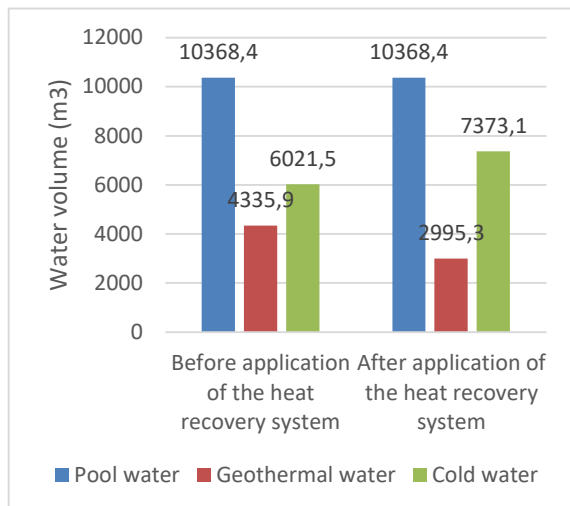 Water volume (m3)
12000
10000
8000
6000
4000
2000
0
10368,4
4335,9
6021,5
10368,4
2995,3
7373,1
Before application of the heat recovery system
After application of the heat recovery system
Pool water
Geothermal water
Cold water